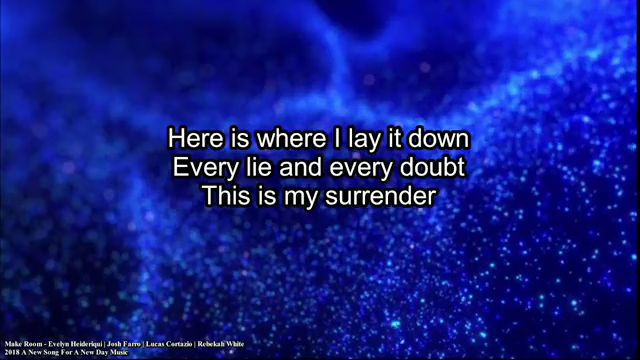 Here is where I lay it down
Every lie and every doubt
This is my surrender
Make Room - Evelyn Heideriqui | Josh Farro | Lucas Cortazio | Rebekah White
2018 A New Song For A New Day Music